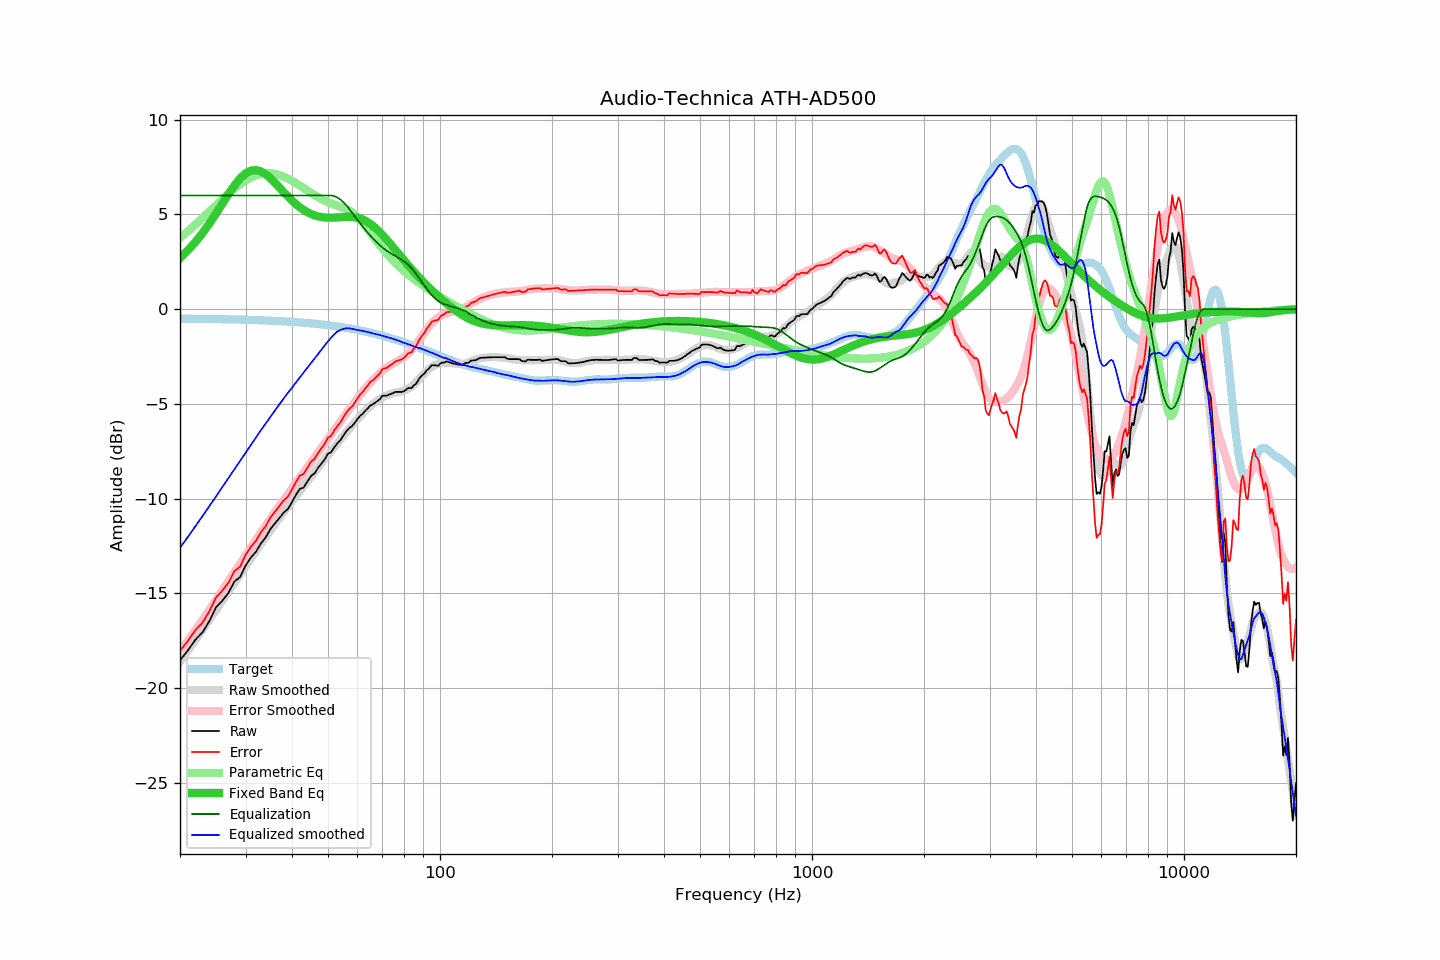 Audio-Technica ATH-AD500
10
5
0
−5
−10
−15
−20
−25
Amplitude (dBr)
Target
Raw Smoothed
Error Smoothed
Raw
Error
Parametric Eq
Fixed Band Eq
Equalization
Equalized smoothed
100
1000
10000
Frequency (Hz)